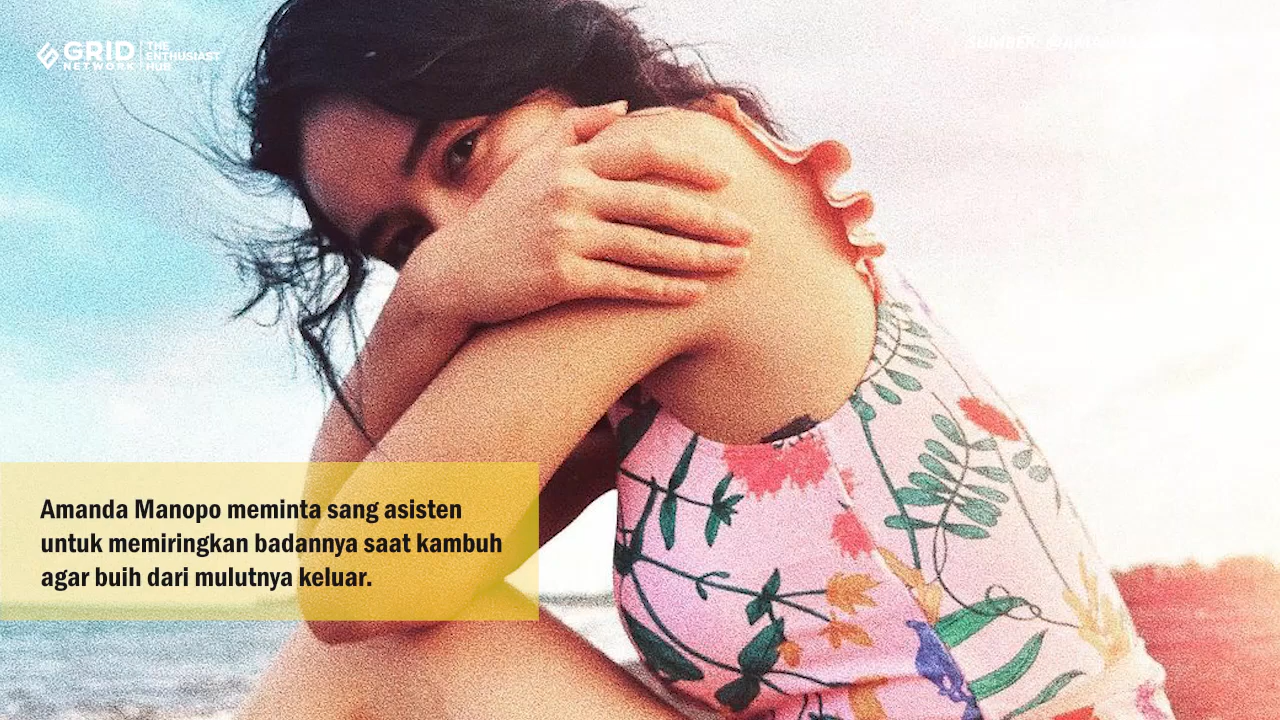 GRID
NETWORK
THE
ENTHUSIAST
HUB
SUMBER:
Amanda Manopo meminta sang asisten
untuk memiringkan badannya saat kambuh
agar buih dari mulutnya keluar.